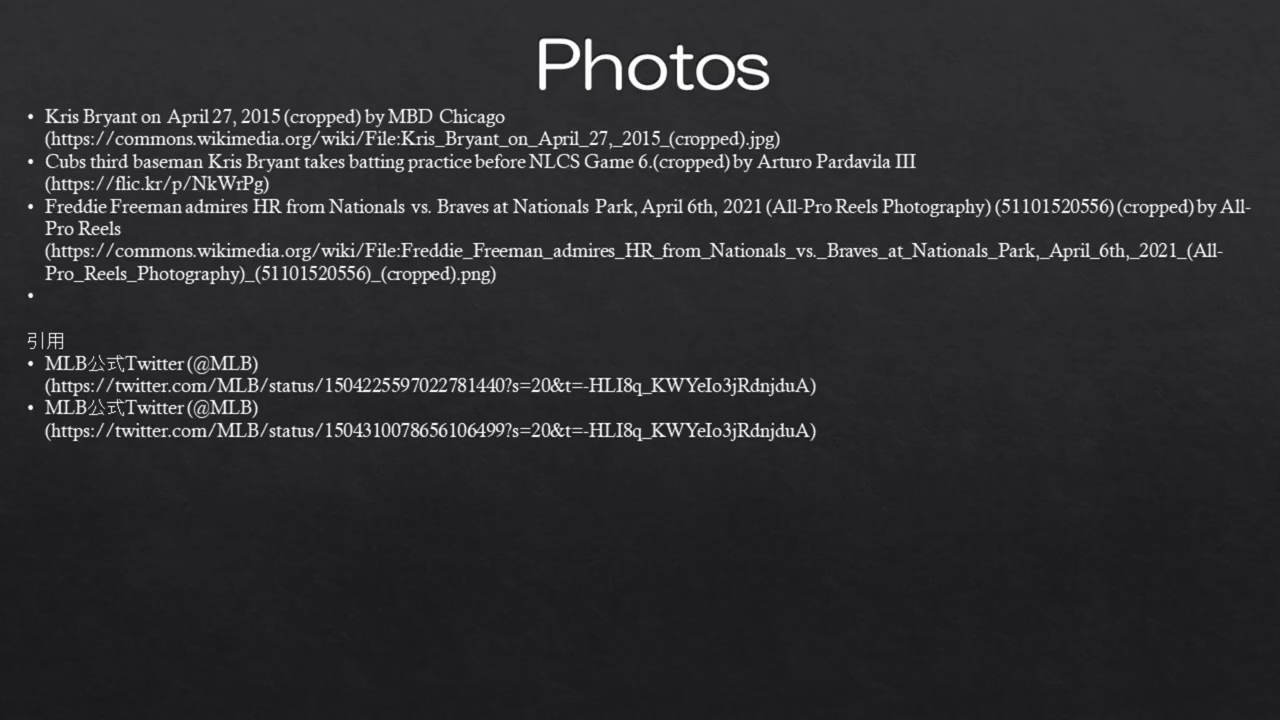 Photos
• Kris Bryant on April 27, 2015 (cropped) by MBD Chicago
(https://commons.wikimedia.org/wiki/File:Kris_Bryant_on_April_27,_2015_(cropped).jpg)
• Cubs third baseman Kris Bryant takes batting practice before NLCS Game 6.(cropped) by Arturo Pardavila III
(https://flic.kr/p/NkWrPg)
• Freddie Freeman admires HR from Nationals vs. Braves at Nationals Park, April 6th, 2021 (All-Pro Reels Photography) (51101520556) (cropped) by All-
Pro Reels
(https://commons.wikimedia.org/wiki/File:Freddie_Freeman_admires_HR_from_Nationals_vs._Braves_at_Nationals_Park,_April_6th,_2021_(All-
Pro_Reels_Photography)_(51101520556)_(cropped).png)
•
引用
• MLB公式Twitter (@MLB)
(https://twitter.com/MLB/status/1504225597022781440?s=20&t=-HLI8q_KWYeIo3jRdnjduA)
• MLB公式Twitter (@MLB)
(https://twitter.com/MLB/status/1504310078656106499?s=20&t=-HLI8q_KWYeIo3jRdnjduA)